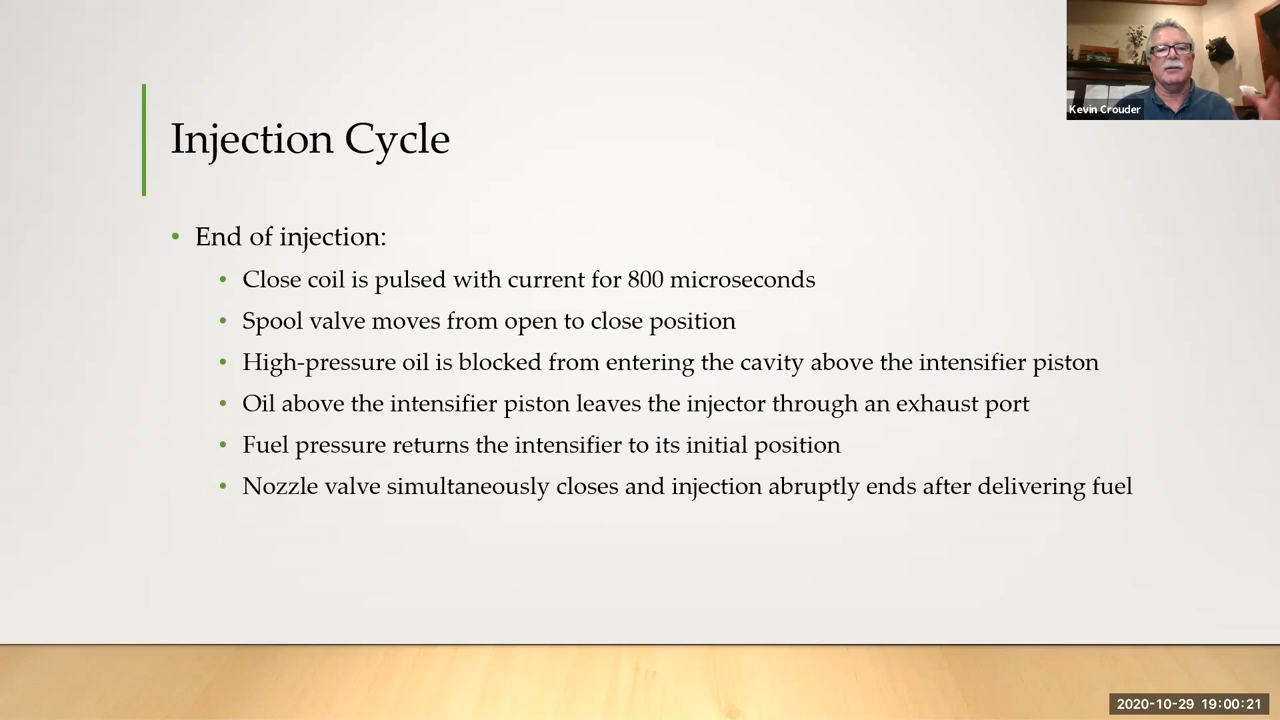 Kevin Crouder
Injection Cycle
• End of injection:
• Close coil is pulsed with current for 800 microseconds
• Spool valve moves from open to close position
• High-pressure oil is blocked from entering the cavity above the intensifier piston
• Oil above the intensifier piston leaves the injector through an exhaust port
• Fuel pressure returns the intensifier to its initial position
• Nozzle valve simultaneously closes and injection abruptly ends after delivering fuel
2020-10-29 19:00:21